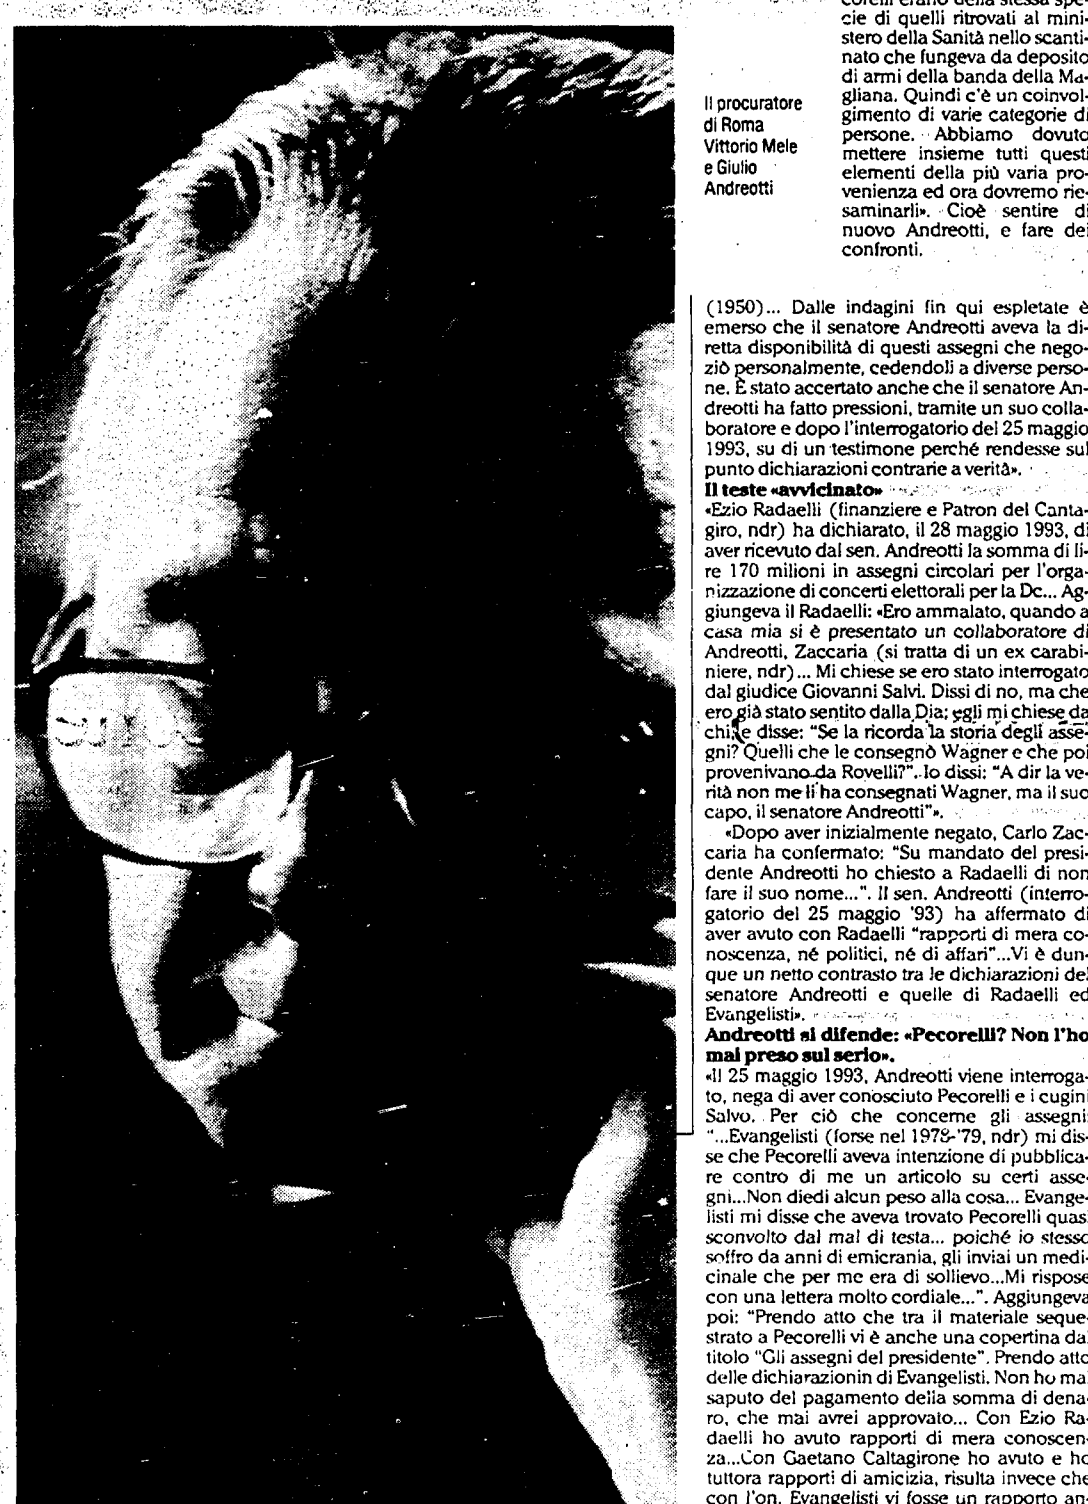 corelli erano della stessa spe-
cie di quelli ritrovati al mini-
stero della Sanità nello scanti-
nato che fungeva da deposito
di armi della banda della Ma-
gliana. Quindi c'è un coinvol-
gimento di varie categorie di
persone. Abbiamo dovuto
mettere insieme tutti questi
elementi della più varia pro-
venienza ed ora dovremo rie-
saminarli». Cioè sentire di
nuovo Andreotti, e fare dei
confronti.
Il procuratore
di Roma
Vittorio Mele
e Giulio
Andreotti
(1950)... Dalle indagini fin qui espletate è
emerso che il senatore Andreotti aveva la di-
retta disponibilità di questi assegni che nego-
ziò personalmente, cedendoli a diverse perso-
ne. È stato accertato anche che il senatore An-
dreotti ha fatto pressioni, tramite un suo colla-
boratore e dopo l'interrogatorio del 25 maggio
1993, su di un testimone perché rendesse sul
punto dichiarazioni contrarie a verità».
Il teste «avvicinato»
«Ezio Radaelli (finanziere e Patron del Canta-
giro, ndr) ha dichiarato, il 28 maggio 1993, di
aver ricevuto dal sen. Andreotti la somma di li-
re 170 milioni in assegni circolari per l'orga-
nizzazione di concerti elettorali per la Dc... Ag-
giungeva il Radaelli: «Ero ammalato, quando a
casa mia si è presentato un collaboratore di
Andreotti, Zaccaria (si tratta di un ex carabi-
niere, ndr)... Mi chiese se ero stato interrogato
dal giudice Giovanni Salvi. Dissi di no, ma che
ero già stato sentito dalla Dia; egli mi chiese da
chi, e disse: "Se la ricorda la storia degli asse-
gni? Quelli che le consegnò Wagner e che poi
provenivano da Rovelli?". Io dissi: "A dir la ve-
rità non me li ha consegnati Wagner, ma il suo
capo, il senatore Andreotti"».
«Dopo aver inizialmente negato, Carlo Zac-
caria ha confermato: "Su mandato del presi-
dente Andreotti ho chiesto a Radaelli di non
fare il suo nome...". Il sen. Andreotti (interro-
gatorio del 25 maggio '93) ha affermato di
aver avuto con Radaelli "rapporti di mera co-
noscenza, né politici, né di affari"...Vi è dun-
que un netto contrasto tra le dichiarazioni del
senatore Andreotti e quelle di Radaelli ed
Evangelisti».
Andreotti si difende: «Pecorelli? Non l'ho
mai preso sul serio».
«Il 25 maggio 1993, Andreotti viene interroga-
to, nega di aver conosciuto Pecorelli e i cugini
Salvo. Per ciò che concerne gli assegni:
"...Evangelisti (forse nel 1978-'79, ndr) mi dis-
se che Pecorelli aveva intenzione di pubblica-
re contro di me un articolo su certi asse-
gni...Non diedi alcun peso alla cosa... Evange-
listi mi disse che aveva trovato Pecorelli quasi
sconvolto dal mal di testa... poiché io stesso
soffro da anni di emicrania, gli inviai un medi-
cinale che per me era di sollievo...Mi rispose
con una lettera molto cordiale...". Aggiungeva
poi: "Prendo atto che tra il materiale seque-
strato a Pecorelli vi è anche una copertina dal
titolo "Gli assegni del presidente". Prendo atto
delle dichiarazionin di Evangelisti. Non ho mai
saputo del pagamento della somma di dena-
ro, che mai avrei approvato... Con Ezio Ra-
daelli ho avuto rapporti di mera conoscen-
za...Con Gaetano Caltagirone ho avuto e ho
tuttora rapporti di amicizia, risulta invece che
con l'on. Evangelisti vi fosse un rapporto an-